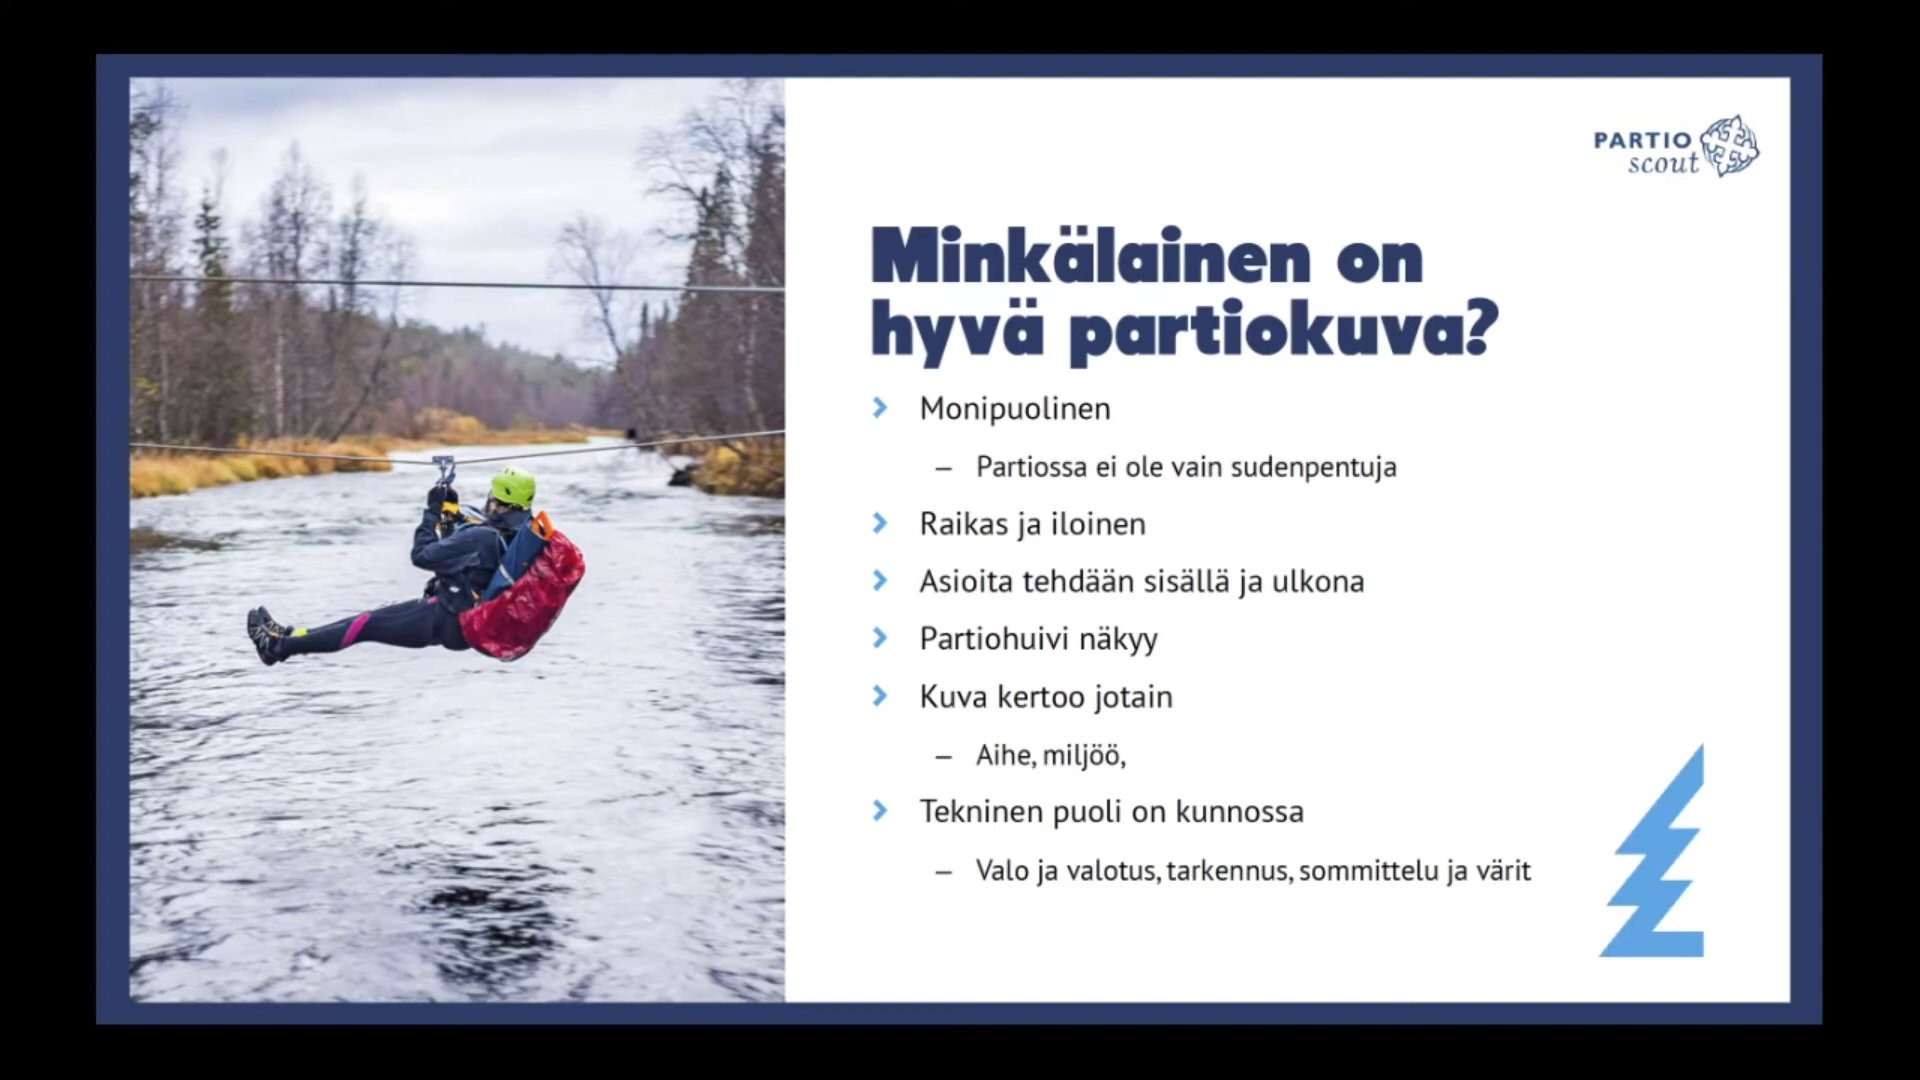 PARTIO
scout
Minkälainen on
hyvä partiokuva?
Monipuolinen
– Partiossa ei ole vain sudenpentuja
Raikas ja iloinen
Asioita tehdään sisällä ja ulkona
Partiohuivi näkyy
Kuva kertoo jotain
– Aihe, miljöö,
Tekninen puoli on kunnossa
– Valo ja valotus, tarkennus, sommittelu ja värit